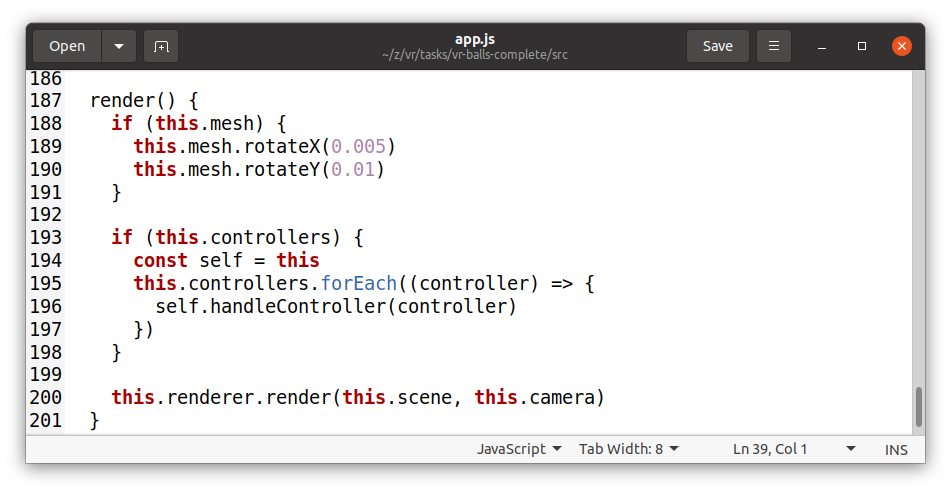 Open
app.js
~/z/vr/tasks/vr-balls-complete/src
Save
186
187 render() {
188 if (this.mesh) {
189 this.mesh.rotateX(0.005)
190 this.mesh.rotateY(0.01)
191 }
192
193 if (this.controllers) {
194 const self = this
195 this.controllers.forEach((controller) => {
196 self.handleController(controller)
197 })
198 }
199
200 this.renderer.render(this.scene, this.camera)
201 }
JavaScript Tab Width: 8 Ln 39, Col 1 INS